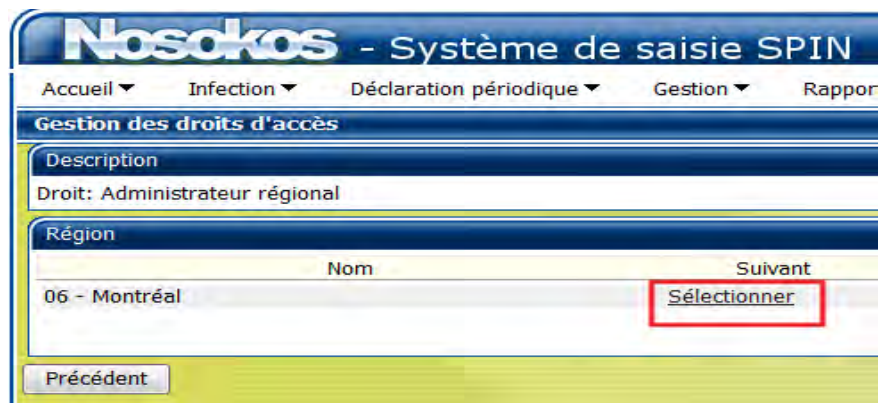 Nosokos - Système de saisie SPIN
Accueil Infection Déclaration périodique Gestion Rapport
Gestion des droits d'accès
Description
Droit: Administrateur régional
Région
Nom Suivant
06 - Montréal Sélectionner
Précédent